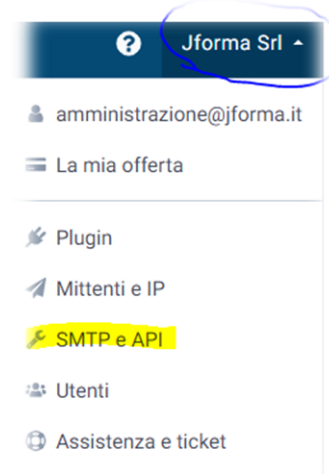 Jforma Srl
amministrazione@jforma.it
La mia offerta
Plugin
Mittenti e IP
SMTP e API
Utenti
Assistenza e ticket